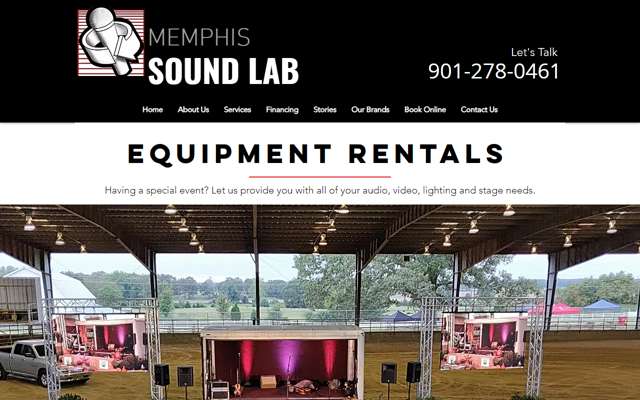 MEMPHIS
SOUND LAB
Let's Talk
901-278-0461
Home About Us Services Financing Stories Our Brands Book Online Contact Us
EQUIPMENT RENTALS
Having a special event? Let us provide you with all of your audio, video, lighting and stage needs.